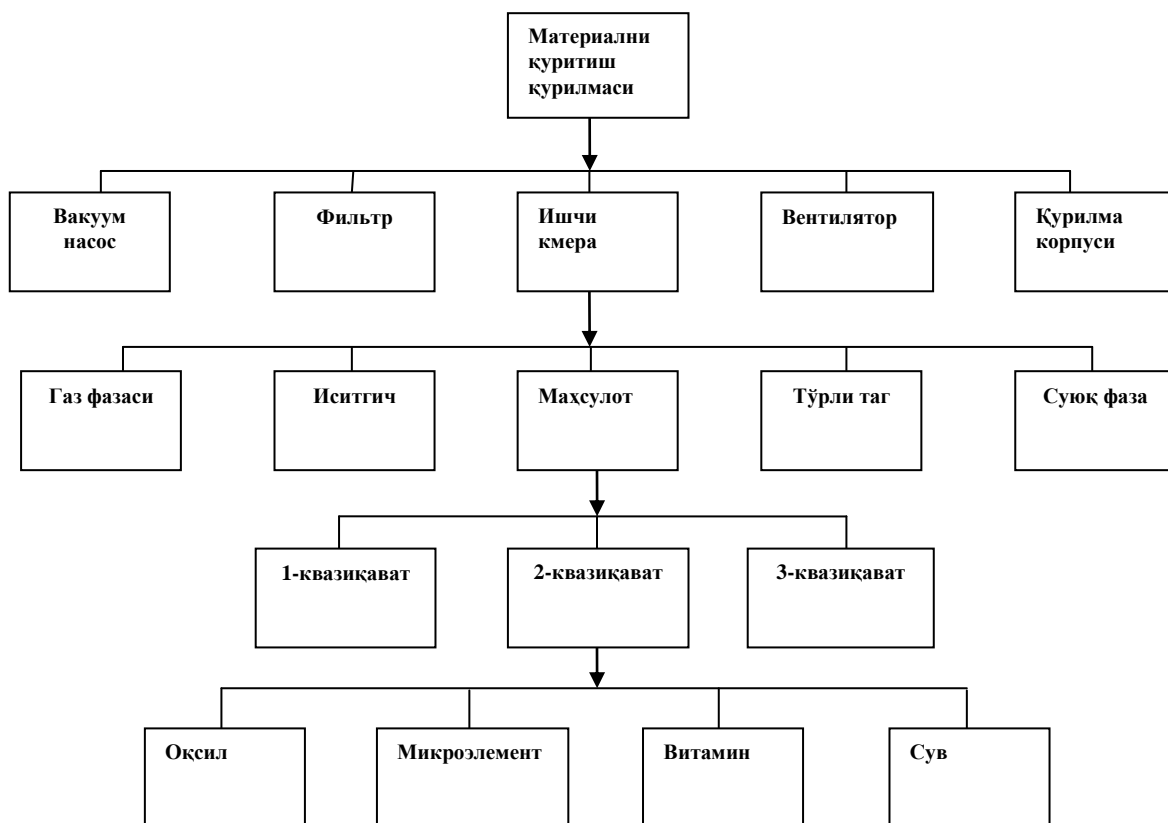 Материални
қуритиш
қурилмаси
Вакуум
насос
Фильтр
Ишчи
кмера
Вентилятор
Қурилма
корпуси
Газ фазаси
Иситгич
Маҳсулот
Тўрли таг
Суюқ фаза
1-квазиқават
2-квазиқават
3-квазиқават
Оқсил
Микроэлемент
Витамин
Сув